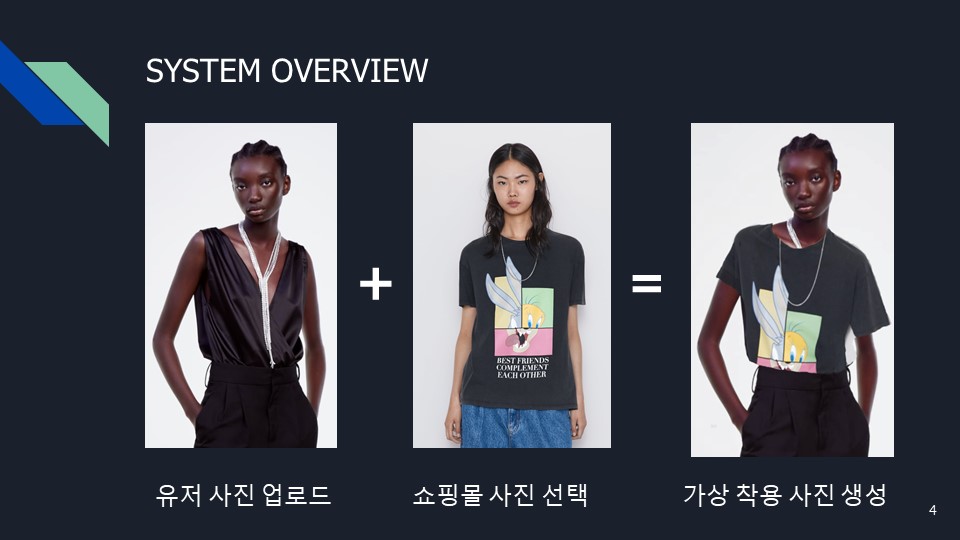 SYSTEM OVERVIEW
+
=
BEST FRIENDS
COMPLEMENT
EACH OTHER
유저 사진 업로드
쇼핑몰 사진 선택
가상 착용 사진 생성
4